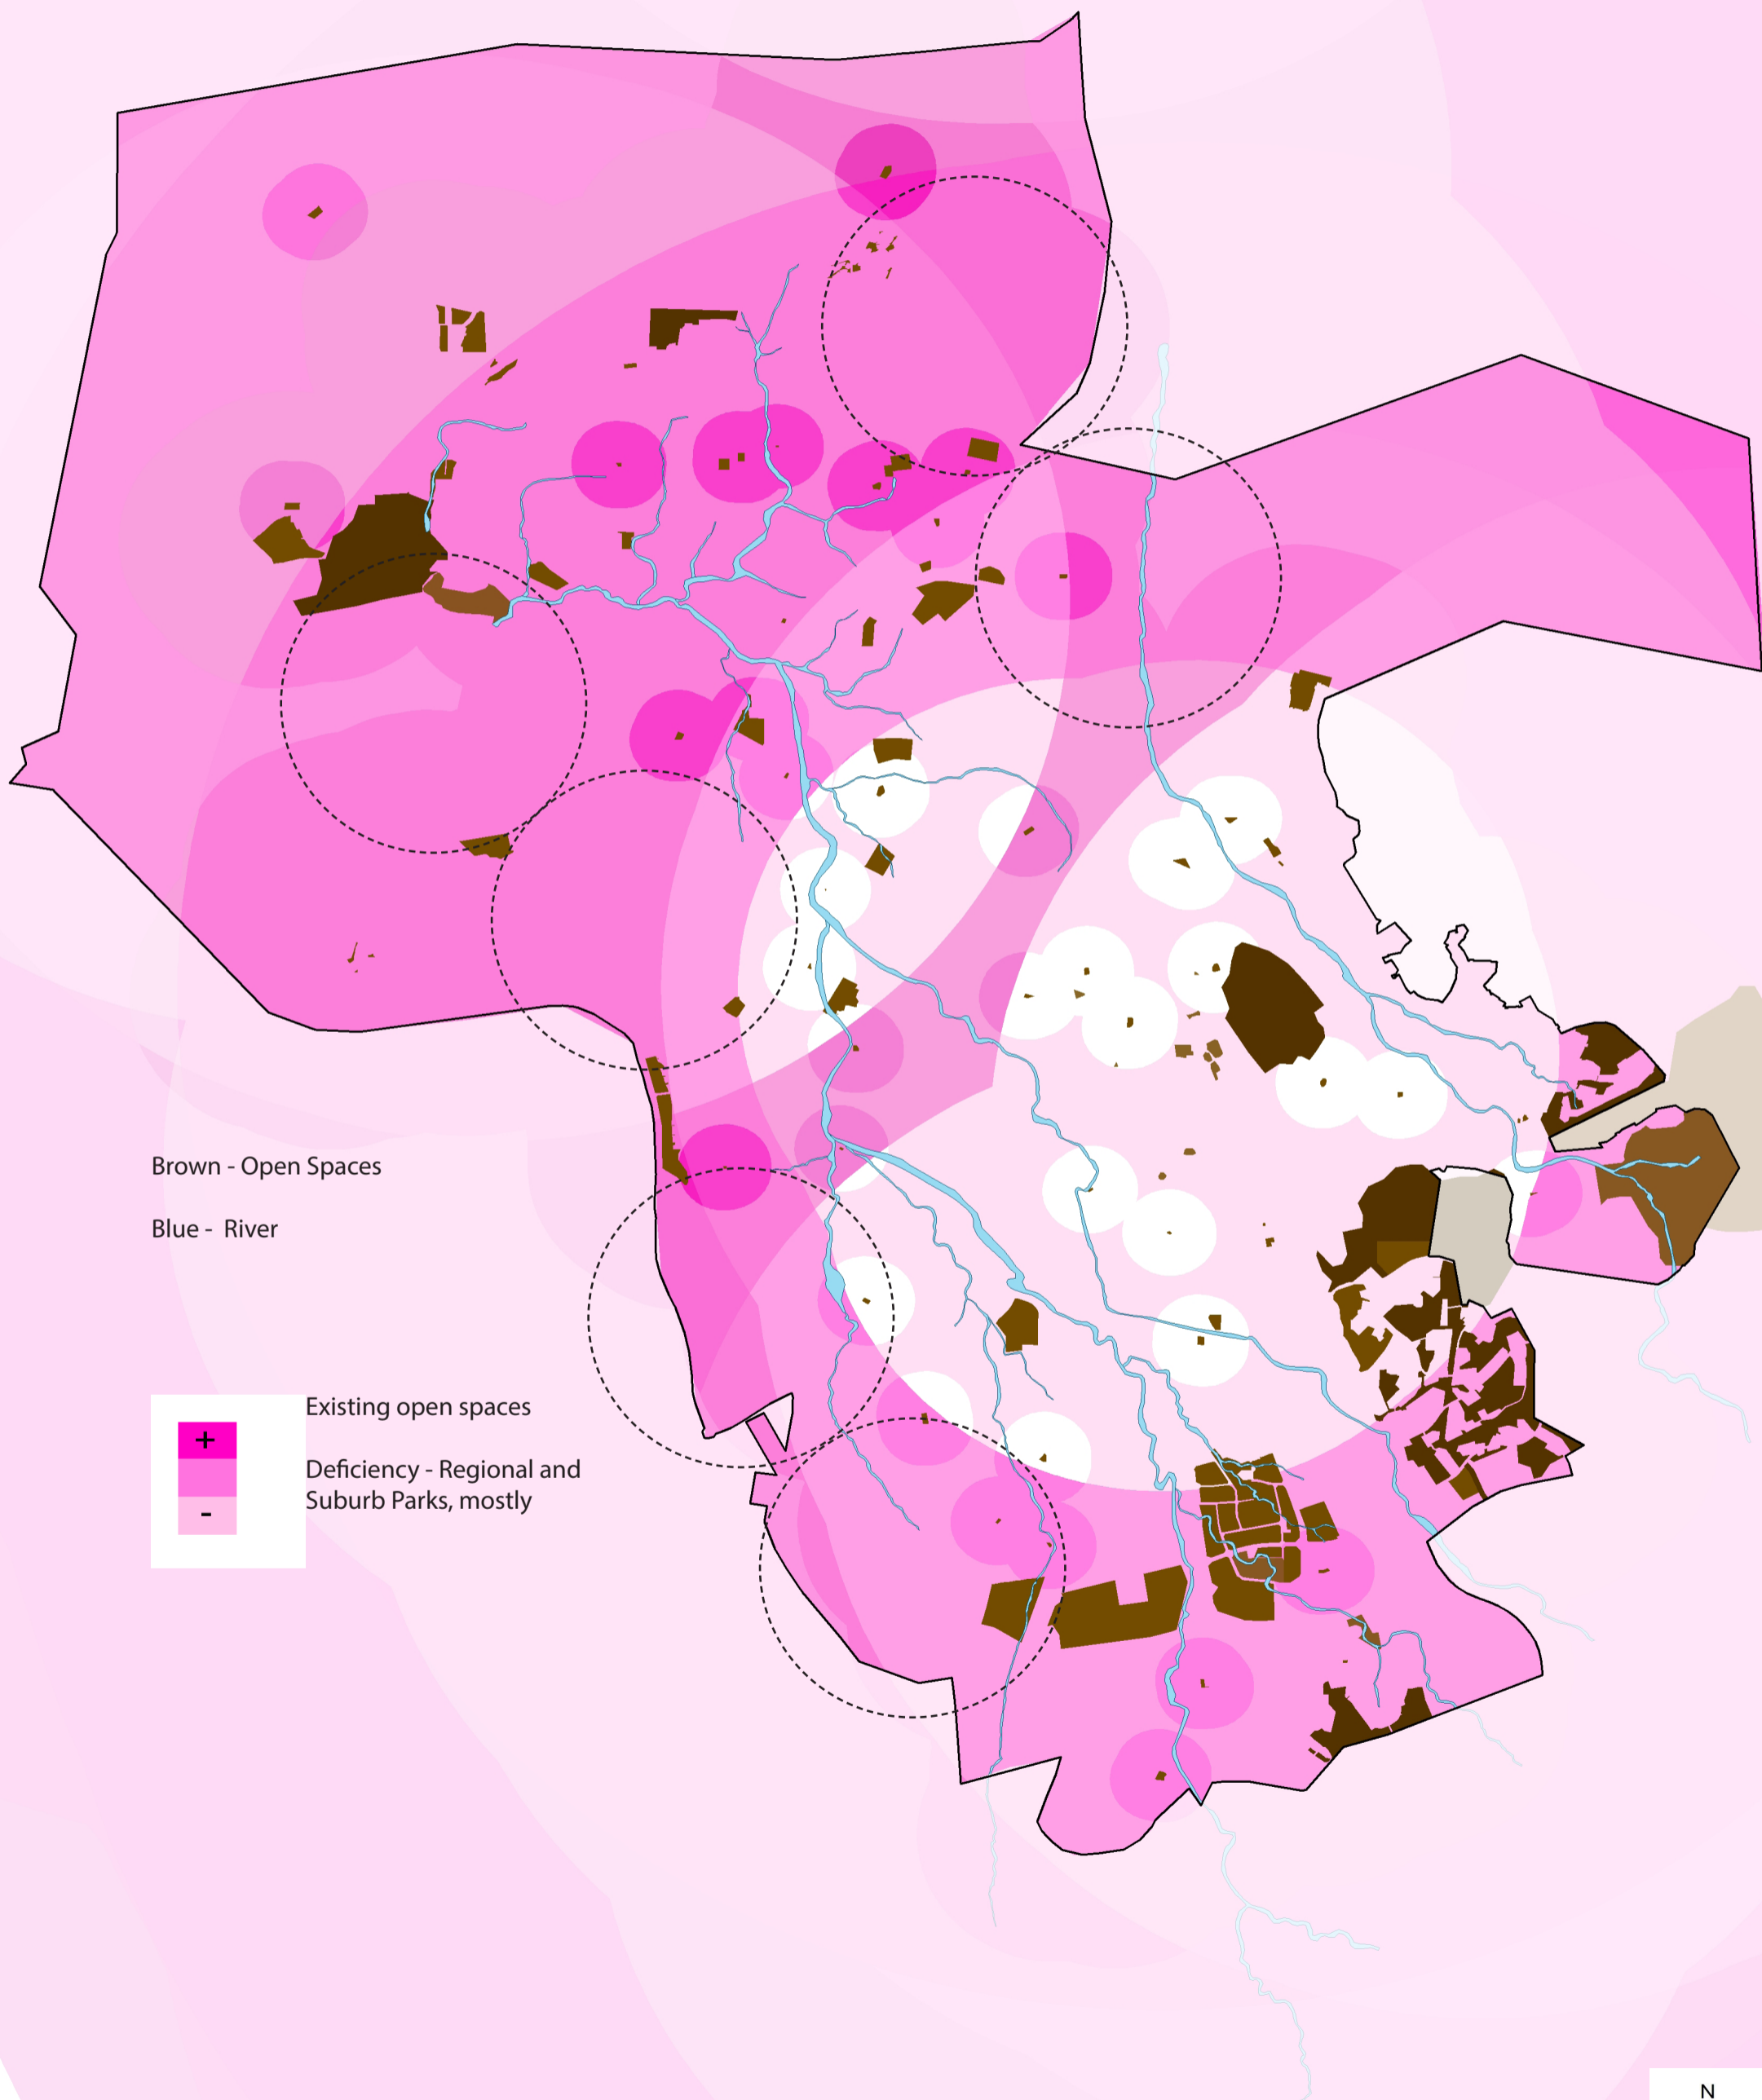 Brown - Open Spaces
Blue - River
Existing open spaces
+
Deficiency - Regional and
Suburb Parks, mostly
-
N